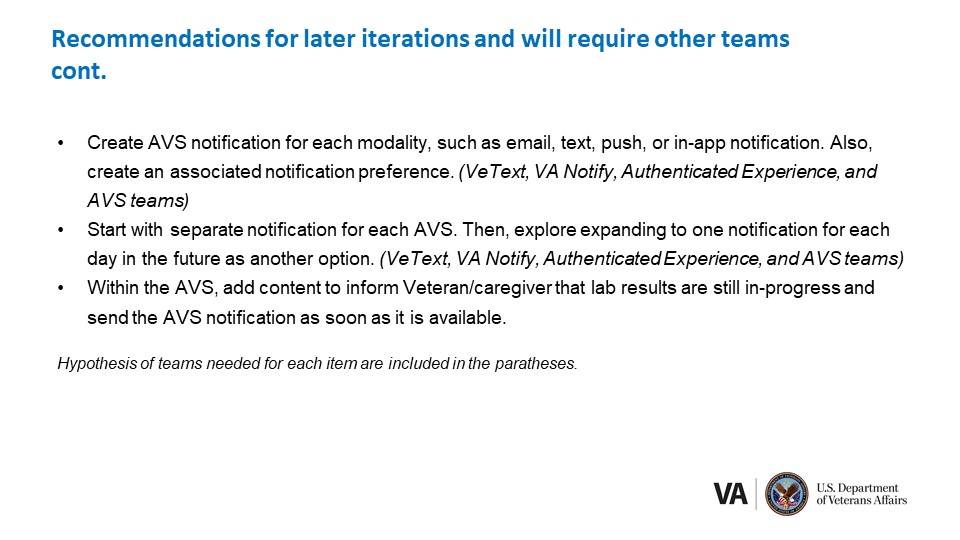 Recommendations for later iterations and will require other teams
cont.
• Create AVS notification for each modality, such as email, text, push, or in-app notification. Also,
create an associated notification preference. (VeText, VA Notify, Authenticated Experience, and
AVS teams)
• Start with separate notification for each AVS. Then, explore expanding to one notification for each
day in the future as another option. (VeText, VA Notify, Authenticated Experience, and AVS teams)
• Within the AVS, add content to inform Veteran/caregiver that lab results are still in-progress and
send the AVS notification as soon as it is available.
Hypothesis of teams needed for each item are included in the paratheses.
VA
U.S. Department
of Veterans Affairs